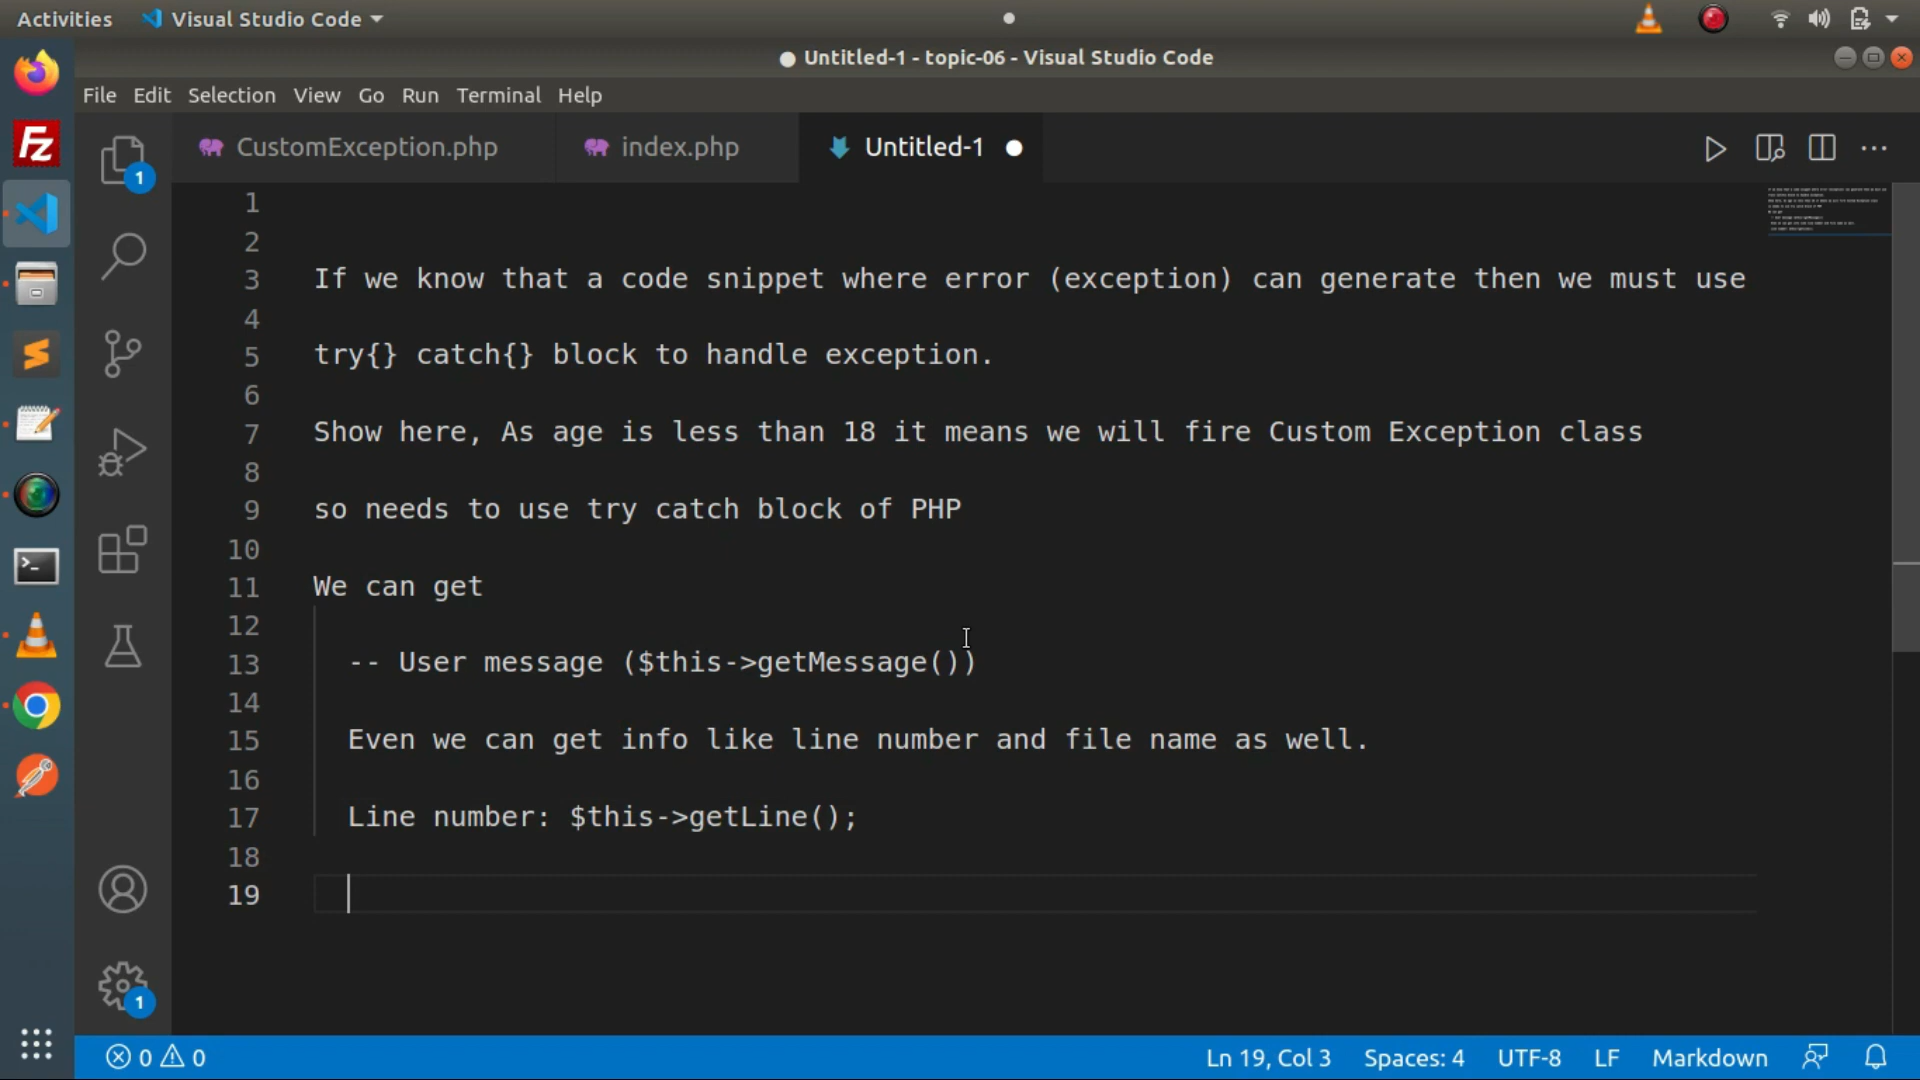 Activities Visual Studio Code
Untitled-1 - topic-06 - Visual Studio Code
File Edit Selection View Go Run Terminal Help
CustomException.php index.php Untitled-1
1
2
3 If we know that a code snippet where error (exception) can generate then we must use
4
5 try{} catch{} block to handle exception.
6
7 Show here, As age is less than 18 it means we will fire Custom Exception class
8
9 so needs to use try catch block of PHP
10
11 We can get
12
13 -- User message ($this->getMessage())
14
15 Even we can get info like line number and file name as well.
16
17 Line number: $this->getLine();
18
19
1
1
0 0 Ln 19, Col 3 Spaces: 4 UTF-8 LF Markdown